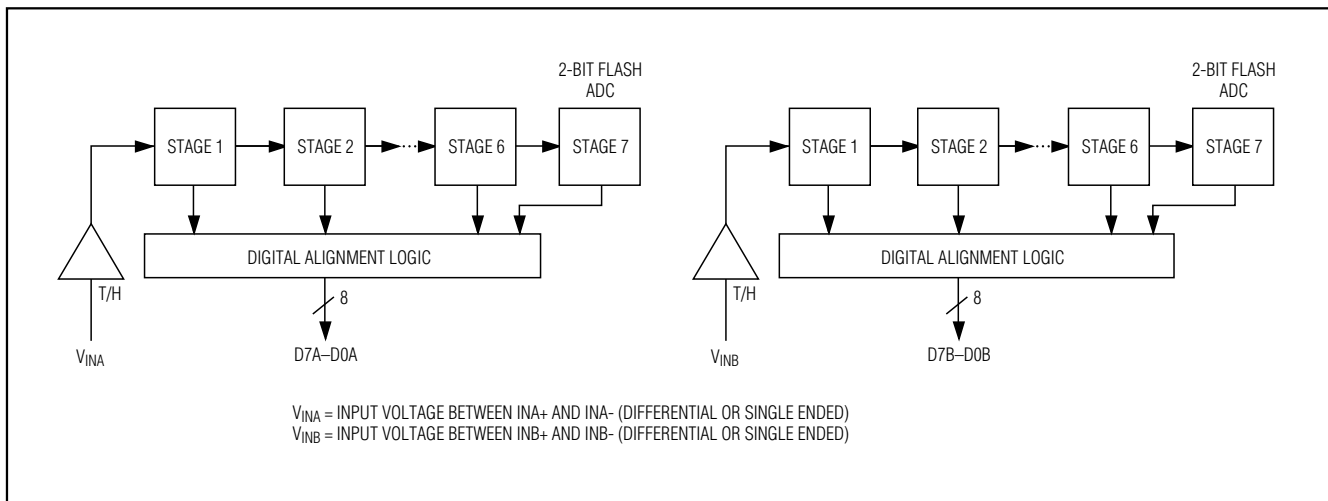 2-BIT FLASH
ADC
STAGE 1
STAGE 2
STAGE 6
STAGE 7
DIGITAL ALIGNMENT LOGIC
T/H
8
VINA
D7A–D0A
2-BIT FLASH
ADC
STAGE 1
STAGE 2
STAGE 6
STAGE 7
DIGITAL ALIGNMENT LOGIC
T/H
8
VINB
D7B–D0B
VINA = INPUT VOLTAGE BETWEEN INA+ AND INA- (DIFFERENTIAL OR SINGLE ENDED)
VINB = INPUT VOLTAGE BETWEEN INB+ AND INB- (DIFFERENTIAL OR SINGLE ENDED)